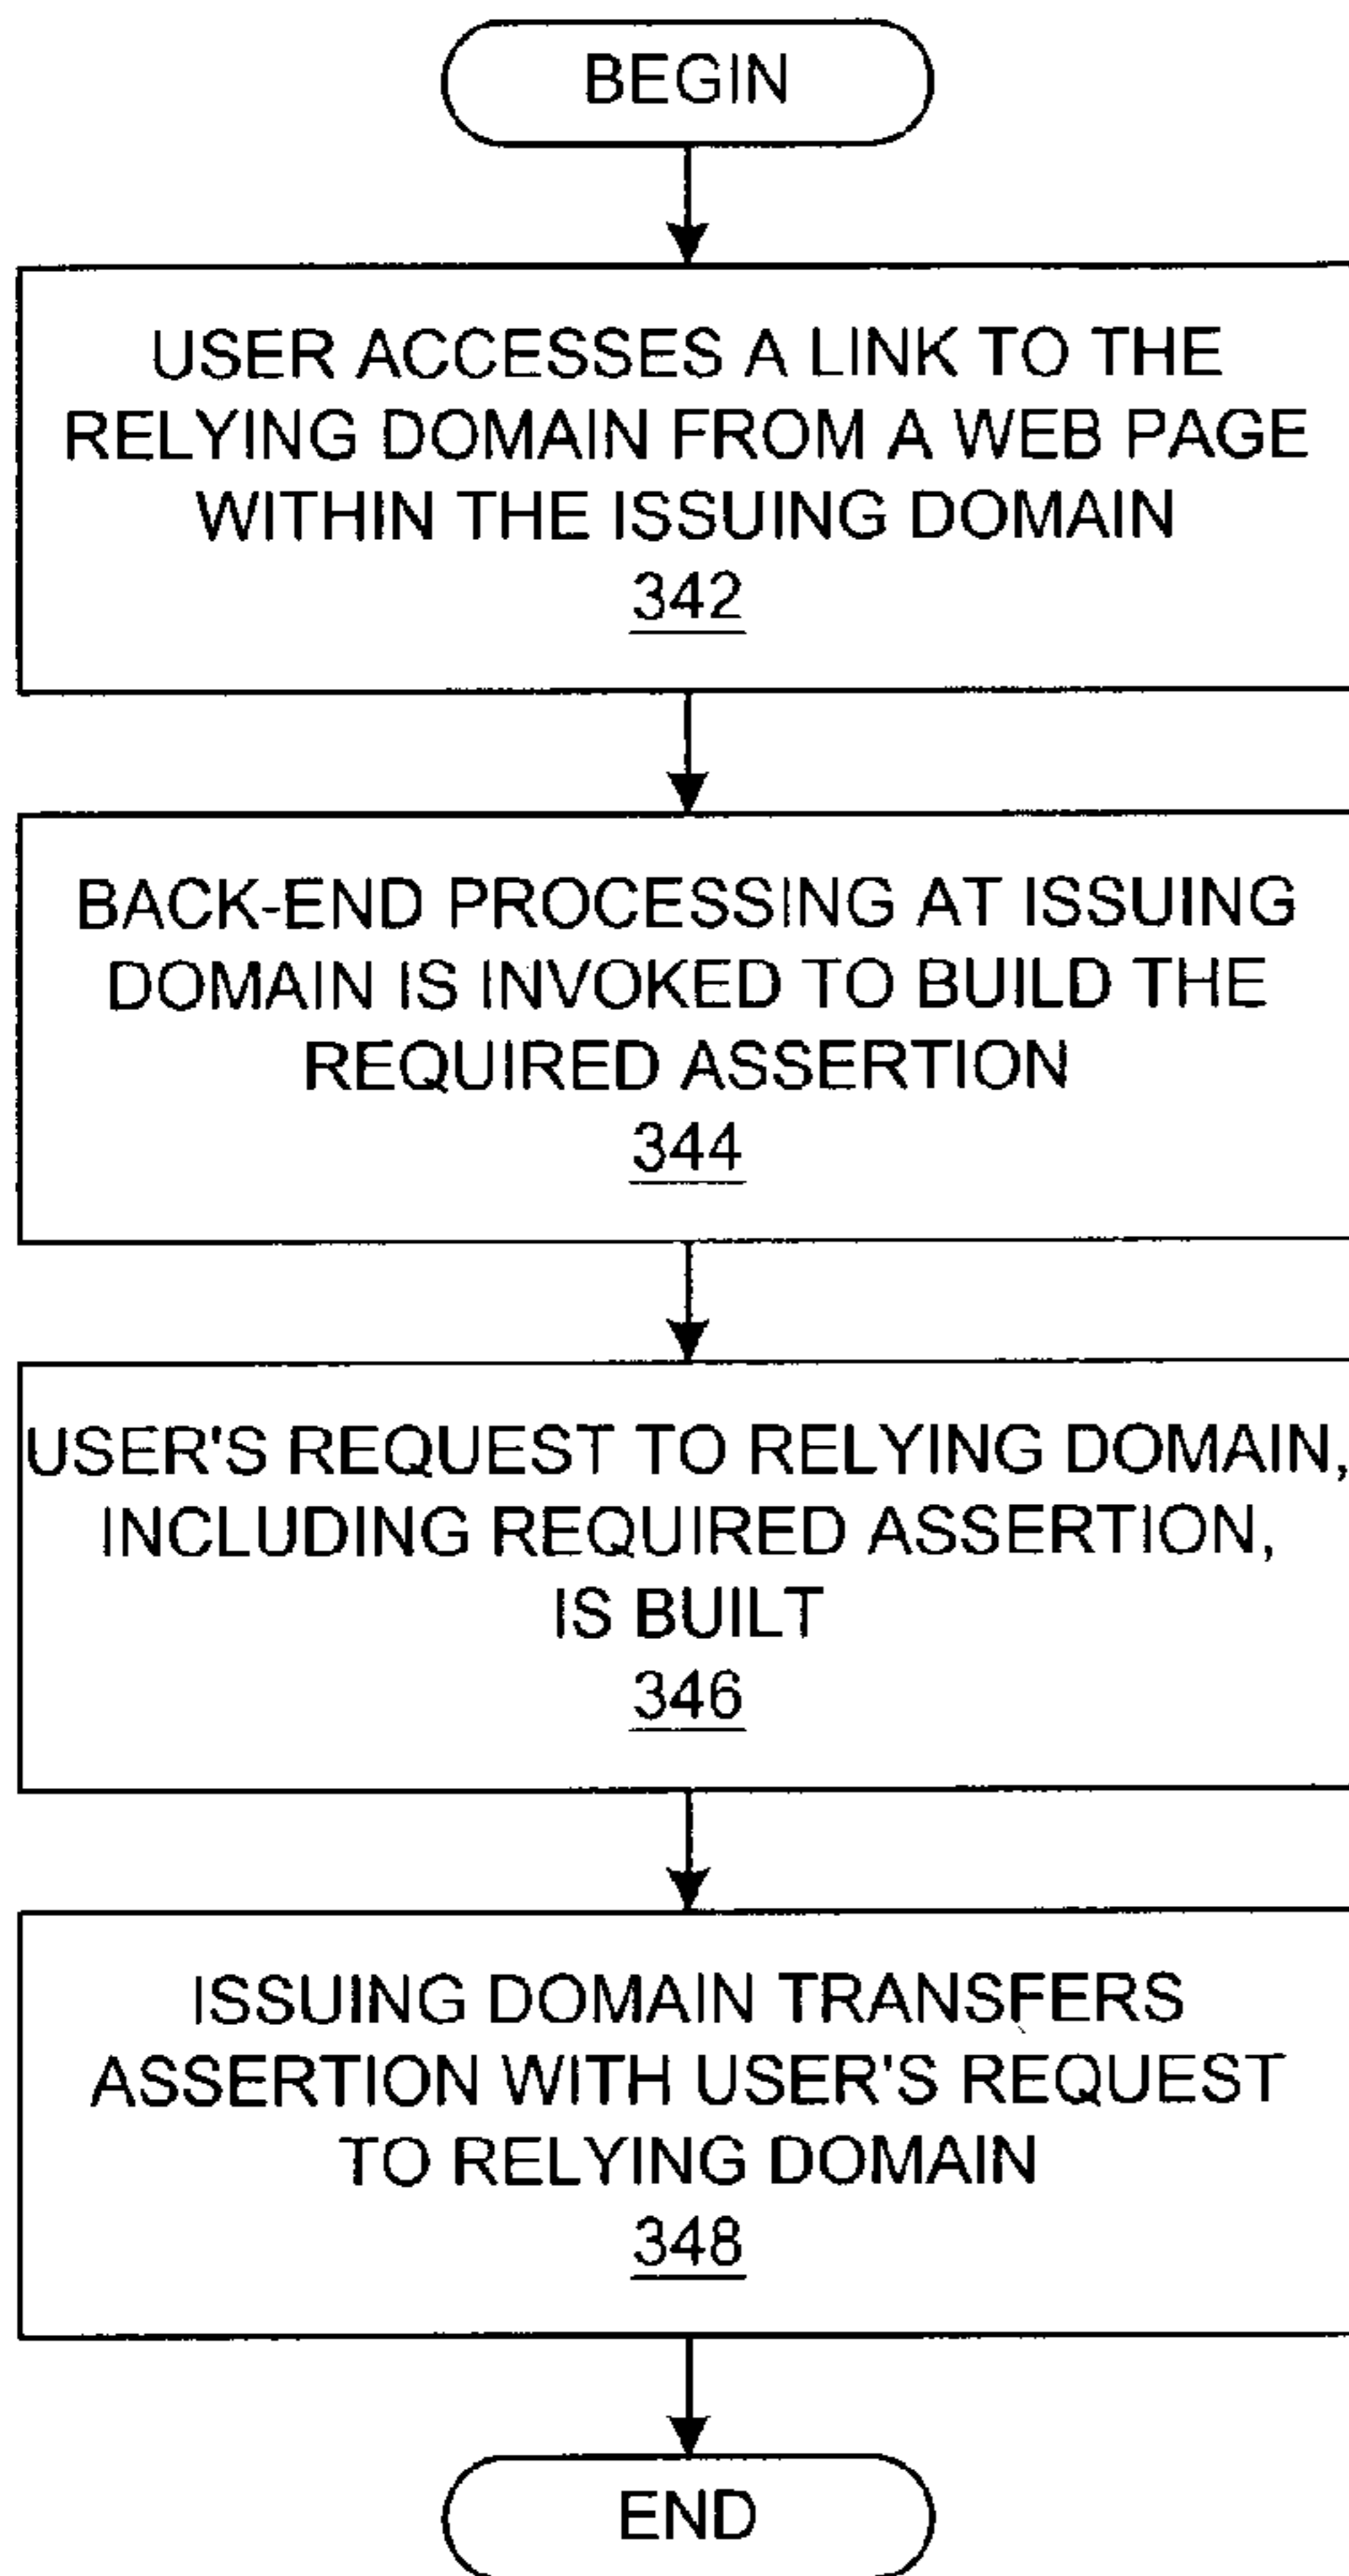 BEGIN
USER ACCESSES A LINK TO THE
RELYING DOMAIN FROM A WEB PAGE
WITHIN THE ISSUING DOMAIN
342
BACK-END PROCESSING AT ISSUING
DOMAIN IS INVOKED TO BUILD THE
REQUIRED ASSERTION
344
USER'S REQUEST TO RELYING DOMAIN,
INCLUDING REQUIRED ASSERTION,
IS BUILT
346
ISSUING DOMAIN TRANSFERS
ASSERTION WITH USER'S REQUEST
TO RELYING DOMAIN
348
END